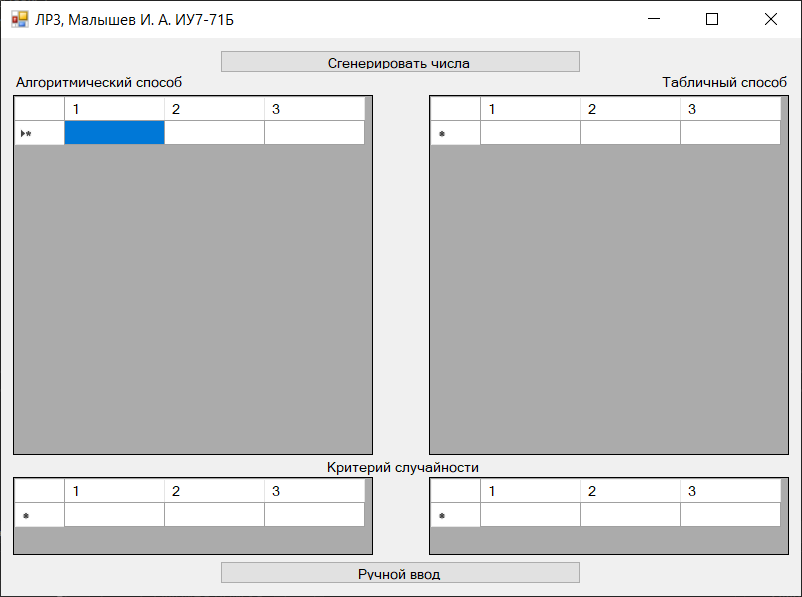 ЛР3, Малышев И. А. ИУ7-71Б
Сгенерировать числа
Алгоритмический способ
Табличный способ
1 2 3
1 2 3
Критерий случайности
1 2 3
1 2 3
Ручной ввод